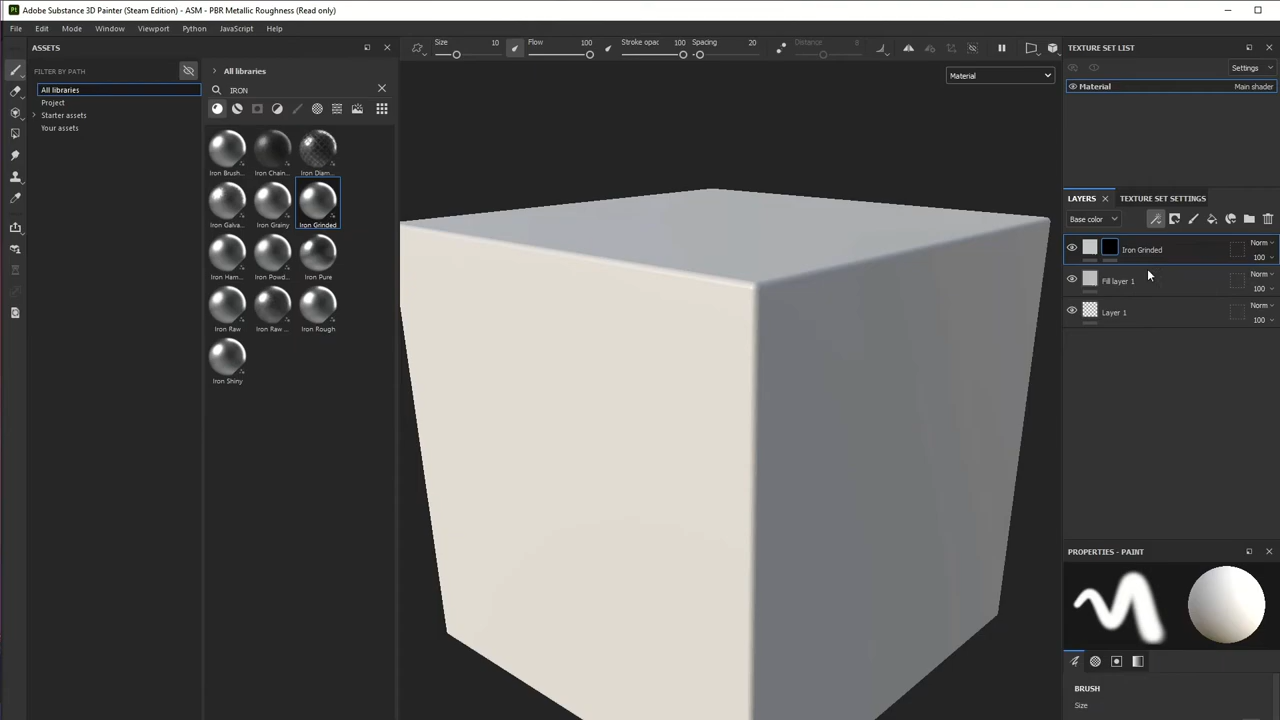 Pt Adobe Substance 3D Painter (Steam Edition) - ASM - PBR Metallic Roughness (Read only)
File Edit Mode Window Viewport Python JavaScript Help
ASSETS
Size 10 Flow 100 Stroke opac 100 Spacing 20 Distance 8
TEXTURE SET LIST
FILTER BY PATH
All libraries
Settings
Material
All libraries
IRON
Material Main shader
Project
Starter assets
Your assets
Iron Brush... Iron Chain... Iron Diam...
LAYERS TEXTURE SET SETTINGS
Base color
Iron Galva... Iron Grainy Iron Grinded
Iron Grinded Norm
100
Fill layer 1 Norm
100
Iron Ham... Iron Powd... Iron Pure
Layer 1 Norm
100
Iron Raw Iron Raw ... Iron Rough
Iron Shiny
PROPERTIES - PAINT
BRUSH
Size